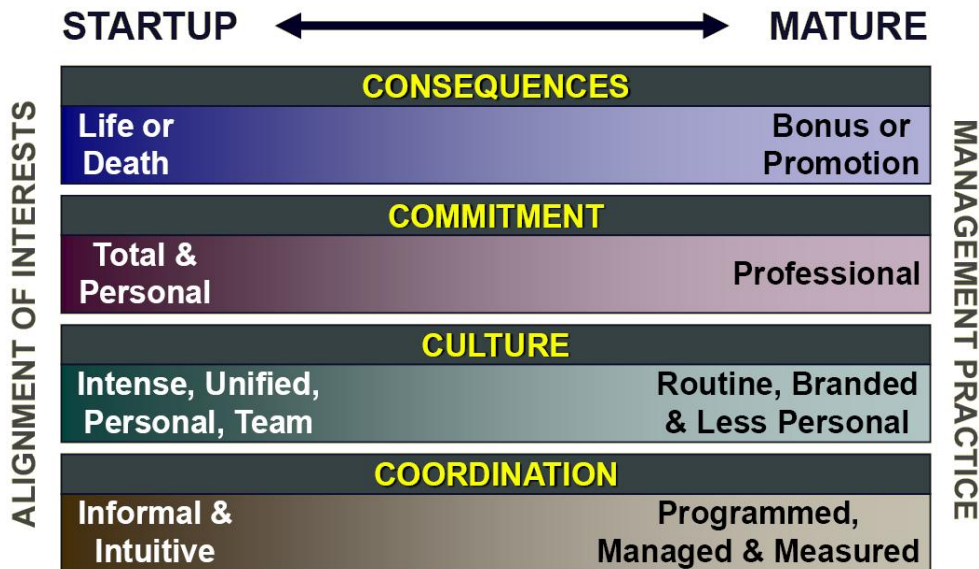 STARTUP MATURE
ALIGNMENT OF INTERESTS
CONSEQUENCES
Life or
Death
Bonus or
Promotion
COMMITMENT
Total &
Personal
Professional
CULTURE
Intense, Unified,
Personal, Team
Routine, Branded
& Less Personal
COORDINATION
Informal &
Intuitive
Programmed,
Managed & Measured
MANAGEMENT PRACTICE